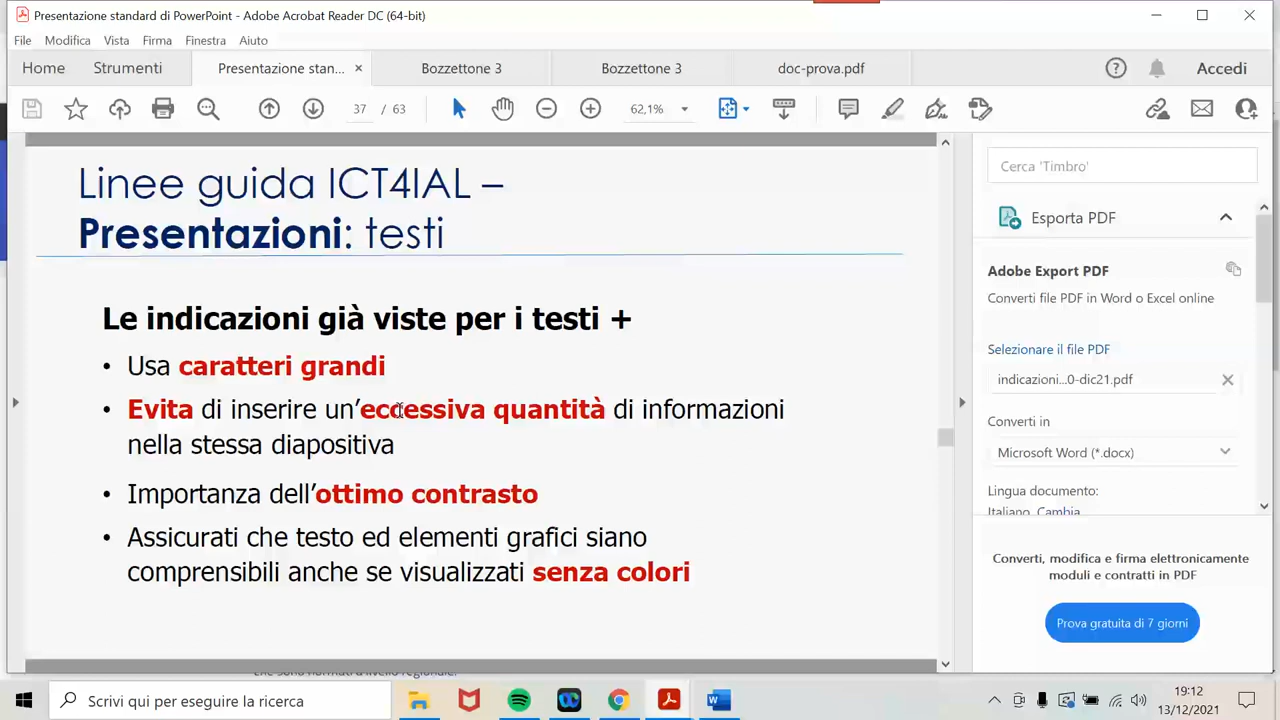 Presentazione standard di PowerPoint - Adobe Acrobat Reader DC (64-bit)
File Modifica Vista Firma Finestra Aiuto
Home Strumenti Presentazione stan... × Bozzettone 3 Bozzettone 3 doc-prova.pdf Accedi
37 / 63 62,1%
Linee guida ICT4IAL –
Presentazioni: testi
Le indicazioni già viste per i testi +
• Usa caratteri grandi
• Evita di inserire un’eccessiva quantità di informazioni
nella stessa diapositiva
• Importanza dell’ottimo contrasto
• Assicurati che testo ed elementi grafici siano
comprensibili anche se visualizzati senza colori
Cerca 'Timbro'
Esporta PDF
Adobe Export PDF
Converti file PDF in Word o Excel online
Selezionare il file PDF
indicazioni...0-dic21.pdf
Converti in
Microsoft Word (*.docx)
Lingua documento:
Italiano Cambia
Converti, modifica e firma elettronicamente
moduli e contratti in PDF
Prova gratuita di 7 giorni
Scrivi qui per eseguire la ricerca
19:12
13/12/2021